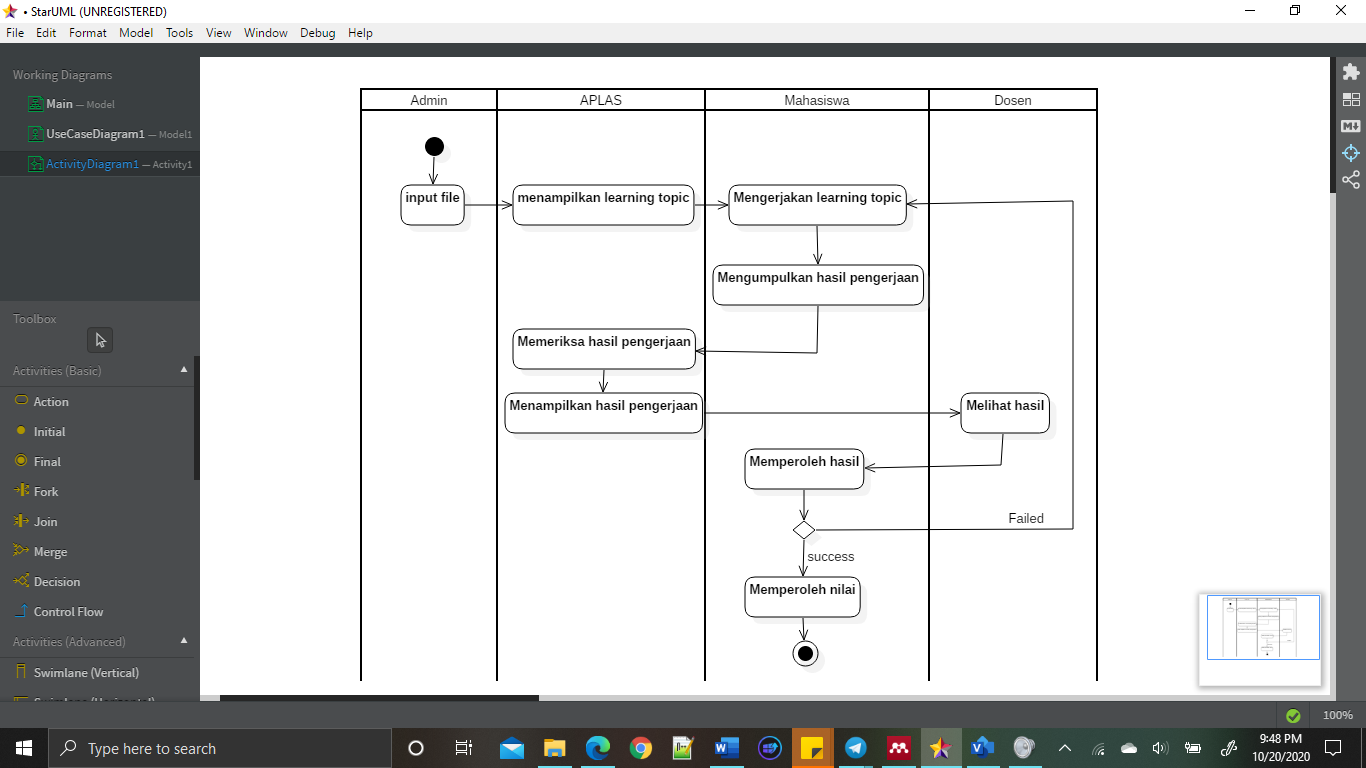 • StarUML (UNREGISTERED)
File Edit Format Model Tools View Window Debug Help
Working Diagrams
Main — Model
UseCaseDiagram1 — Model1
ActivityDiagram1 — Activity1
Toolbox
Activities (Basic)
Action
Initial
Final
Fork
Join
Merge
Decision
Control Flow
Activities (Advanced)
Swimlane (Vertical)
Swimlane (Horizontal)
Admin APLAS Mahasiswa Dosen
input file menampilkan learning topic Mengerjakan learning topic
Mengumpulkan hasil pengerjaan
Memeriksa hasil pengerjaan
Menampilkan hasil pengerjaan Melihat hasil
Memperoleh hasil
Failed
success
Memperoleh nilai
M
100%
Type here to search
W
9:48 PM
10/20/2020